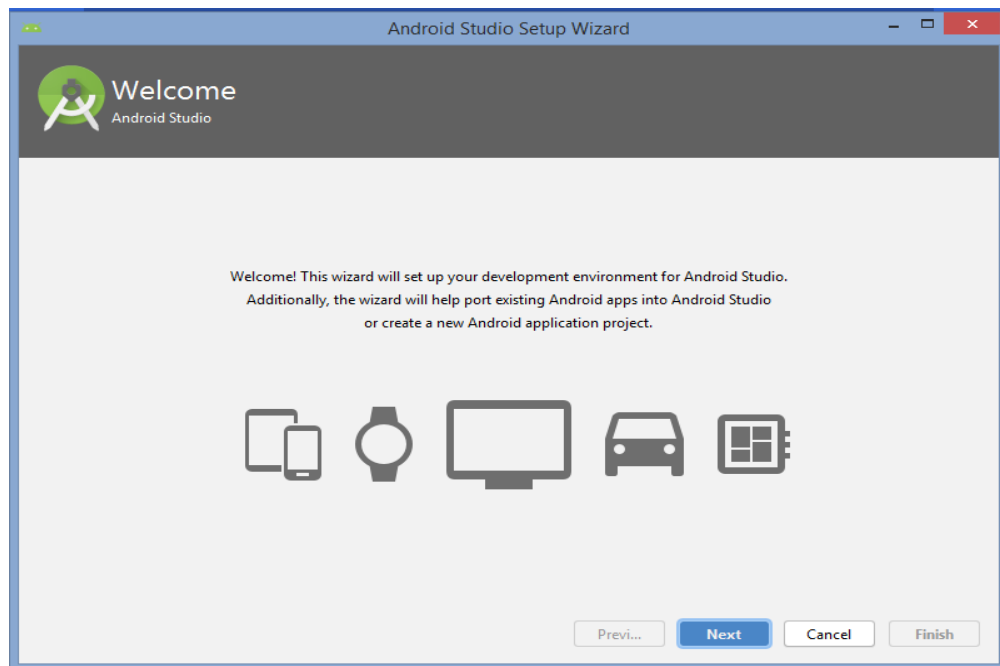 Android Studio Setup Wizard
Welcome
Android Studio
Welcome! This wizard will set up your development environment for Android Studio.
Additionally, the wizard will help port existing Android apps into Android Studio
or create a new Android application project.
Previ... Next Cancel Finish